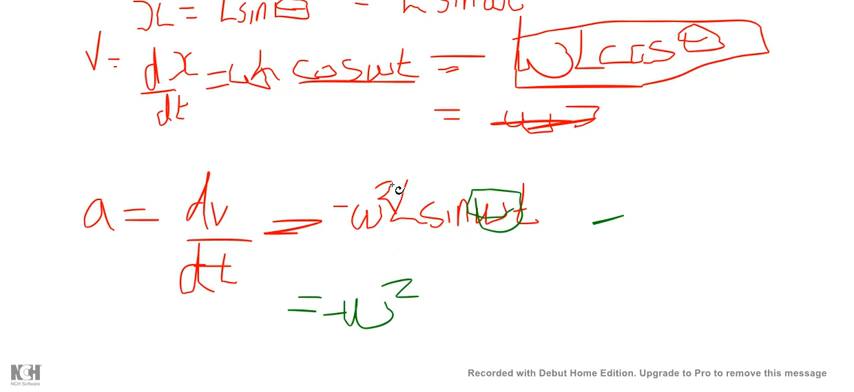 x = L sin θ = L sin ωt
V = dx/dt = ωL cos ωt = ωL cos θ
=
a = dv/dt = -ω²L sin ωt -
= -ω²
NCH
NCH Software
Recorded with Debut Home Edition. Upgrade to Pro to remove this message